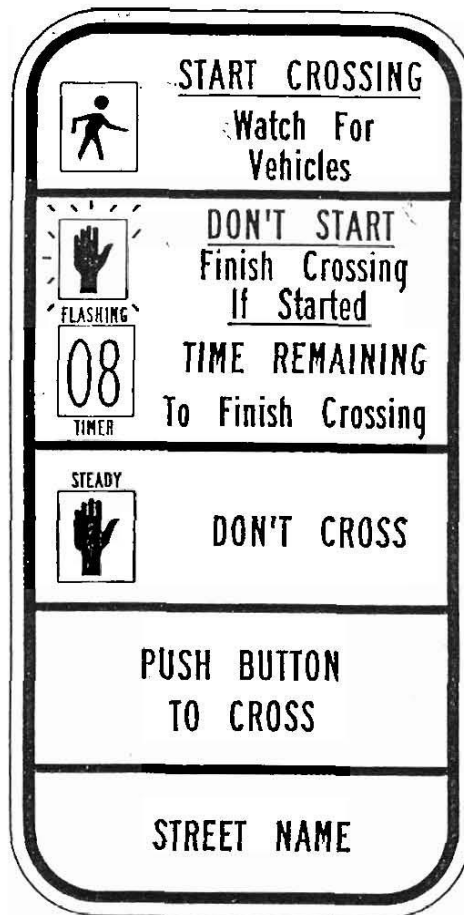 START CROSSING
Watch For
Vehicles
DON'T START
Finish Crossing
If Started
FLASHING
08
TIMER
TIME REMAINING
To Finish Crossing
STEADY
DON'T CROSS
PUSH BUTTON
TO CROSS
STREET NAME